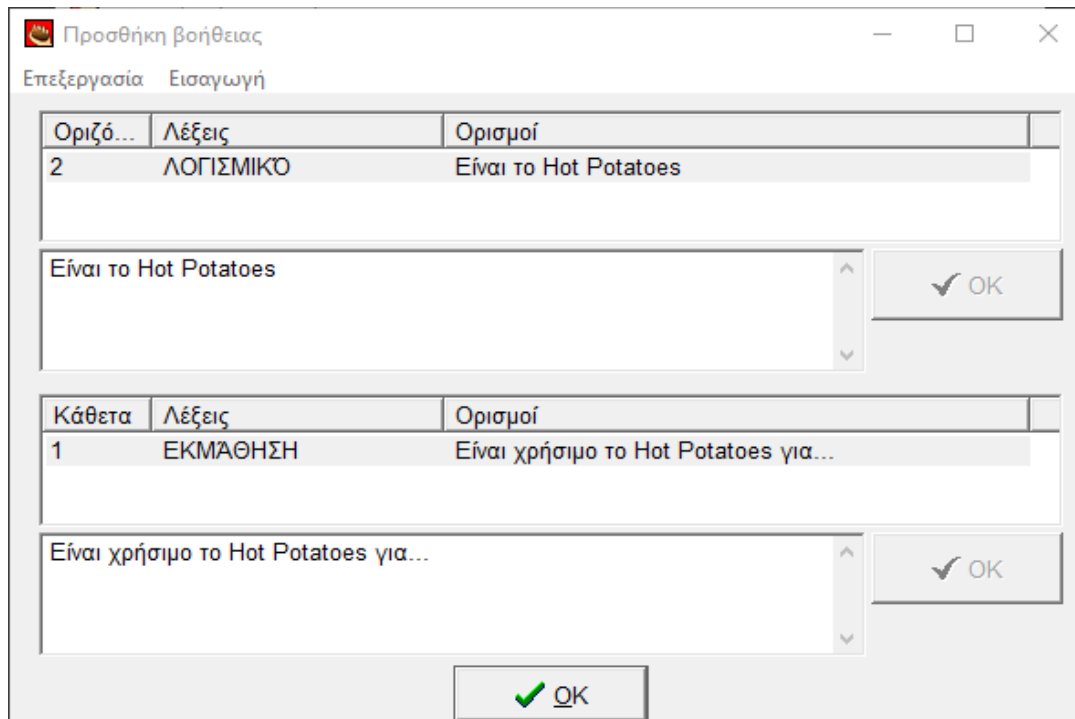 Προσθήκη βοήθειας
Επεξεργασία Εισαγωγή
Οριζό... Λέξεις Ορισμοί
2 ΛΟΓΙΣΜΙΚΌ Είναι το Hot Potatoes
Είναι το Hot Potatoes
OK
Κάθετα Λέξεις Ορισμοί
1 ΕΚΜΆΘΗΣΗ Είναι χρήσιμο το Hot Potatoes για...
Είναι χρήσιμο το Hot Potatoes για...
OK
OK